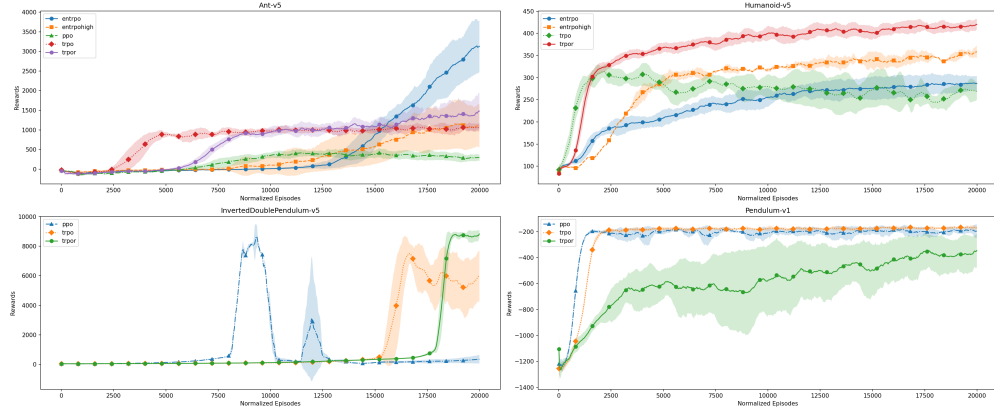 Ant-v5
Rewards
4000
3500
3000
2500
2000
1500
1000
500
0
entrpo
entrpohigh
ppo
trpo
trpor
0 2500 5000 7500 10000 12500 15000 17500 20000
Normalized Episodes
Humanoid-v5
Rewards
450
400
350
300
250
200
150
100
entrpo
entrpohigh
trpo
trpor
0 2500 5000 7500 10000 12500 15000 17500 20000
Normalized Episodes
InvertedDoublePendulum-v5
Rewards
10000
8000
6000
4000
2000
0
ppo
trpo
trpor
0 2500 5000 7500 10000 12500 15000 17500 20000
Normalized Episodes
Pendulum-v1
Rewards
−200
−400
−600
−800
−1000
−1200
−1400
ppo
trpo
trpor
0 2500 5000 7500 10000 12500 15000 17500 20000
Normalized Episodes